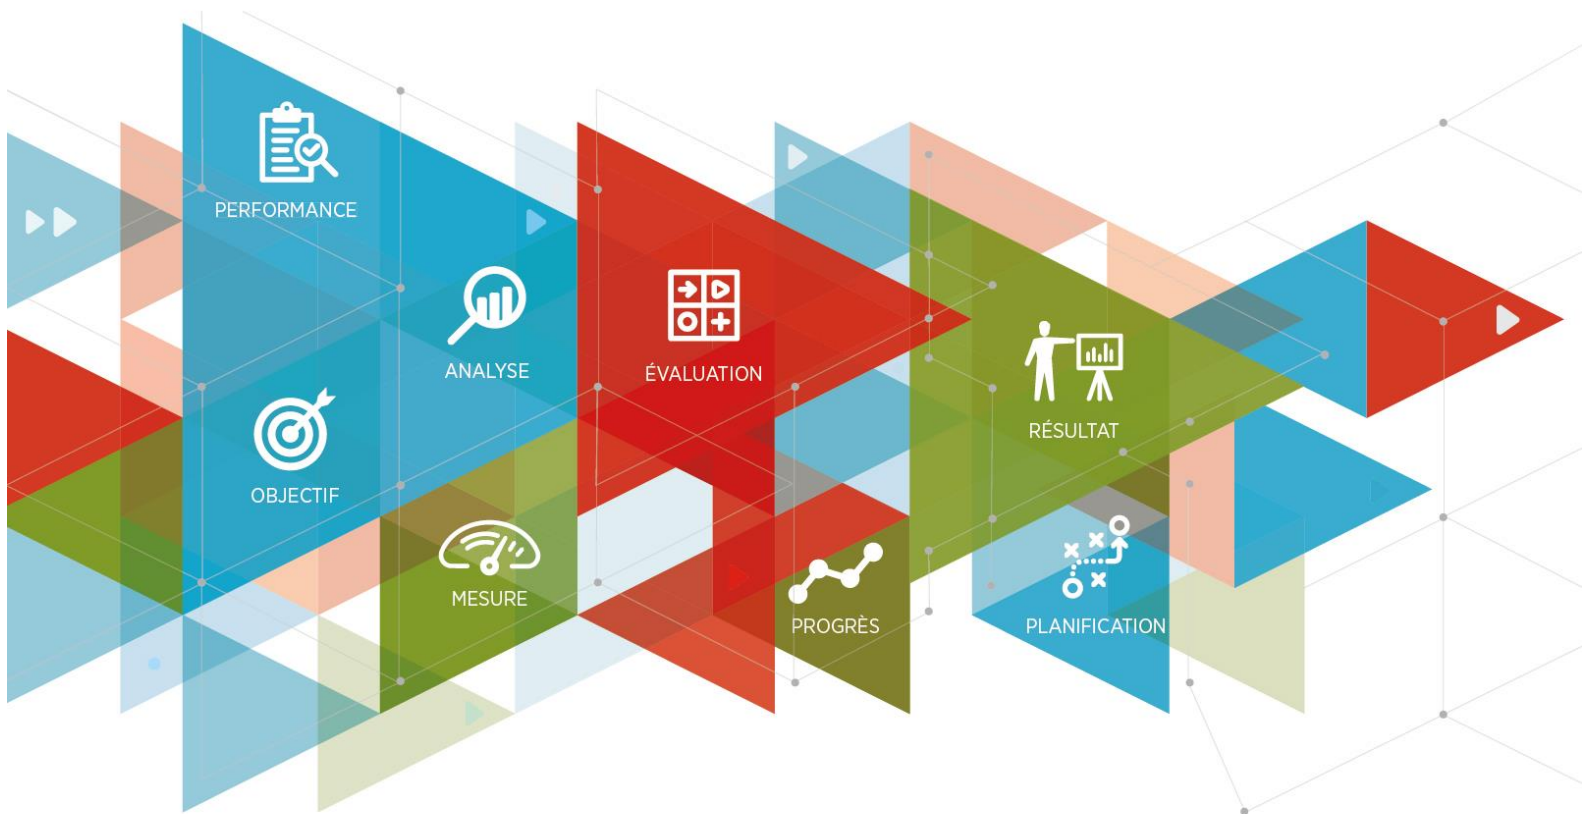 PERFORMANCE
ANALYSE
ÉVALUATION
RÉSULTAT
OBJECTIF
MESURE
PROGRÈS
PLANIFICATION